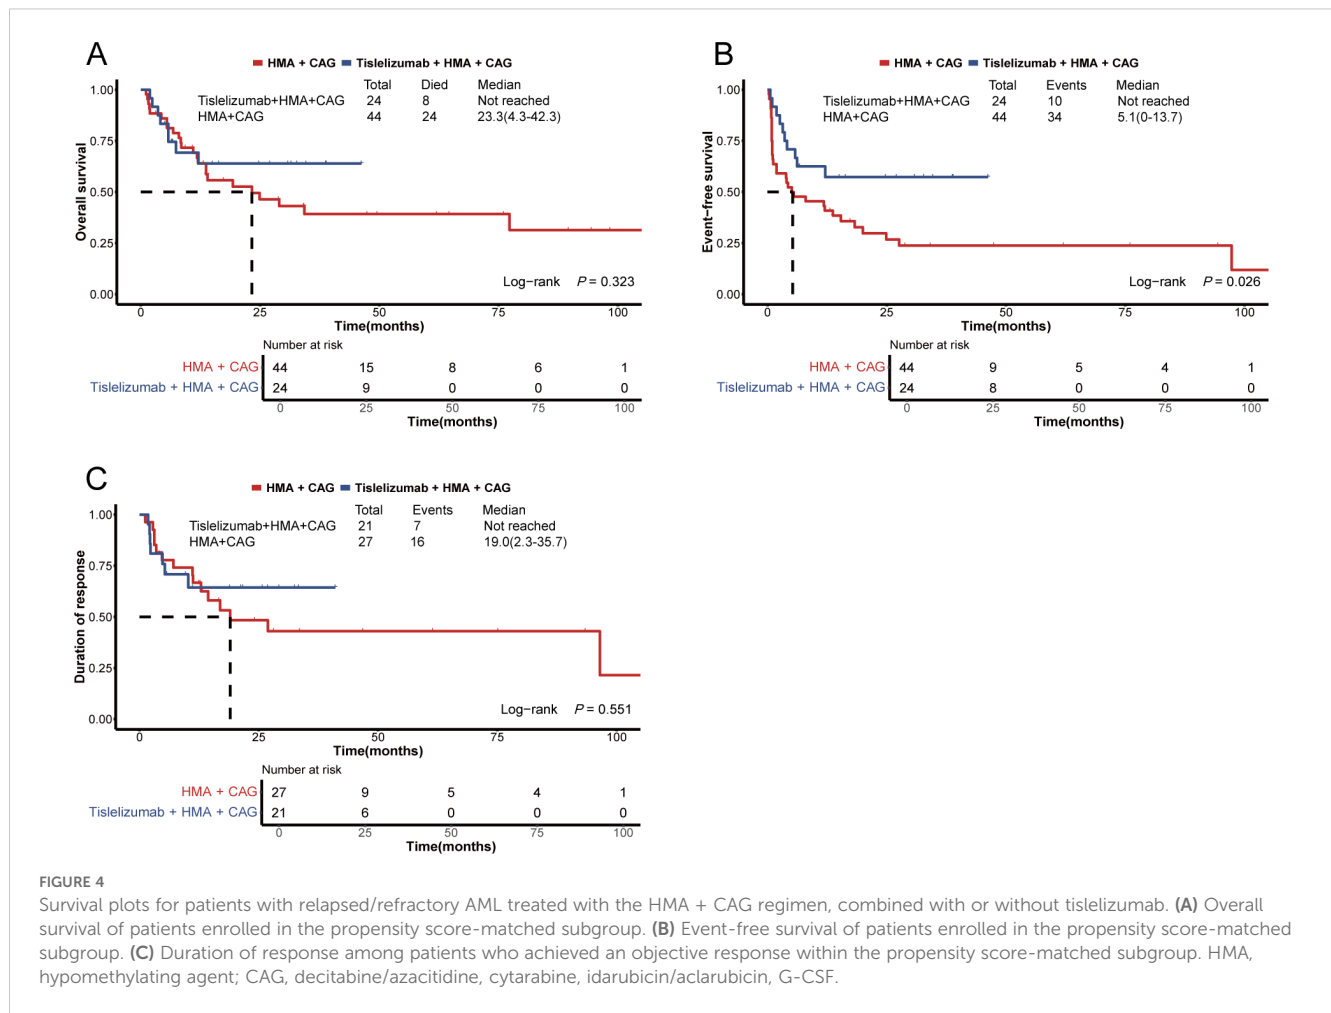 A
HMA + CAG Tislelizumab + HMA + CAG
Total Died Median
Tislelizumab+HMA+CAG 24 8 Not reached
HMA+CAG 44 24 23.3(4.3-42.3)
Overall survival
1.00
0.75
0.50
0.25
0.00
Log-rank P = 0.323
0 25 50 75 100
Time(months)
Number at risk
HMA + CAG 44 15 8 6 1
Tislelizumab + HMA + CAG 24 9 0 0 0
0 25 50 75 100
Time(months)
B
HMA + CAG Tislelizumab + HMA + CAG
Total Events Median
Tislelizumab+HMA+CAG 24 10 Not reached
HMA+CAG 44 34 5.1(0-13.7)
Event-free survival
1.00
0.75
0.50
0.25
0.00
Log-rank P = 0.026
0 25 50 75 100
Time(months)
Number at risk
HMA + CAG 44 9 5 4 1
Tislelizumab + HMA + CAG 24 8 0 0 0
0 25 50 75 100
Time(months)
C
HMA + CAG Tislelizumab + HMA + CAG
Total Events Median
Tislelizumab+HMA+CAG 21 7 Not reached
HMA+CAG 27 16 19.0(2.3-35.7)
Duration of response
1.00
0.75
0.50
0.25
0.00
Log-rank P = 0.551
0 25 50 75 100
Time(months)
Number at risk
HMA + CAG 27 9 5 4 1
Tislelizumab + HMA + CAG 21 6 0 0 0
0 25 50 75 100
Time(months)
FIGURE 4
Survival plots for patients with relapsed/refractory AML treated with the HMA + CAG regimen, combined with or without tislelizumab. (A) Overall
survival of patients enrolled in the propensity score-matched subgroup. (B) Event-free survival of patients enrolled in the propensity score-matched
subgroup. (C) Duration of response among patients who achieved an objective response within the propensity score-matched subgroup. HMA,
hypomethylating agent; CAG, decitabine/azacitidine, cytarabine, idarubicin/aclarubicin, G-CSF.